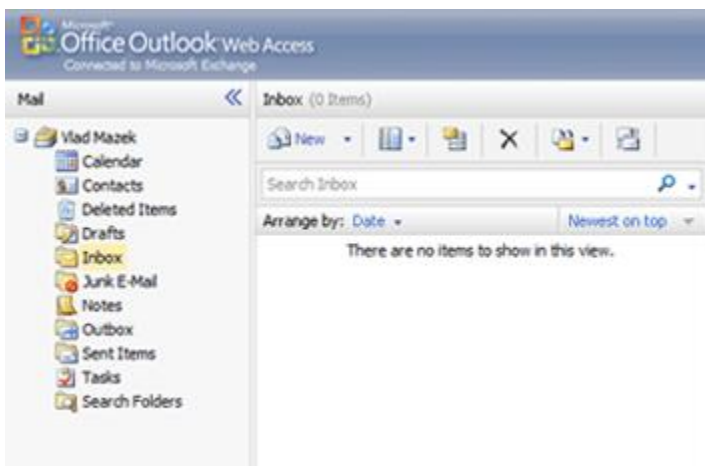 Microsoft®
Office Outlook Web Access
Connected to Microsoft Exchange
Mail
Vlad Mazek
Calendar
Contacts
Deleted Items
Drafts
Inbox
Junk E-Mail
Notes
Outbox
Sent Items
Tasks
Search Folders
Inbox (0 Items)
New
Search Inbox
Arrange by: Date
Newest on top
There are no items to show in this view.